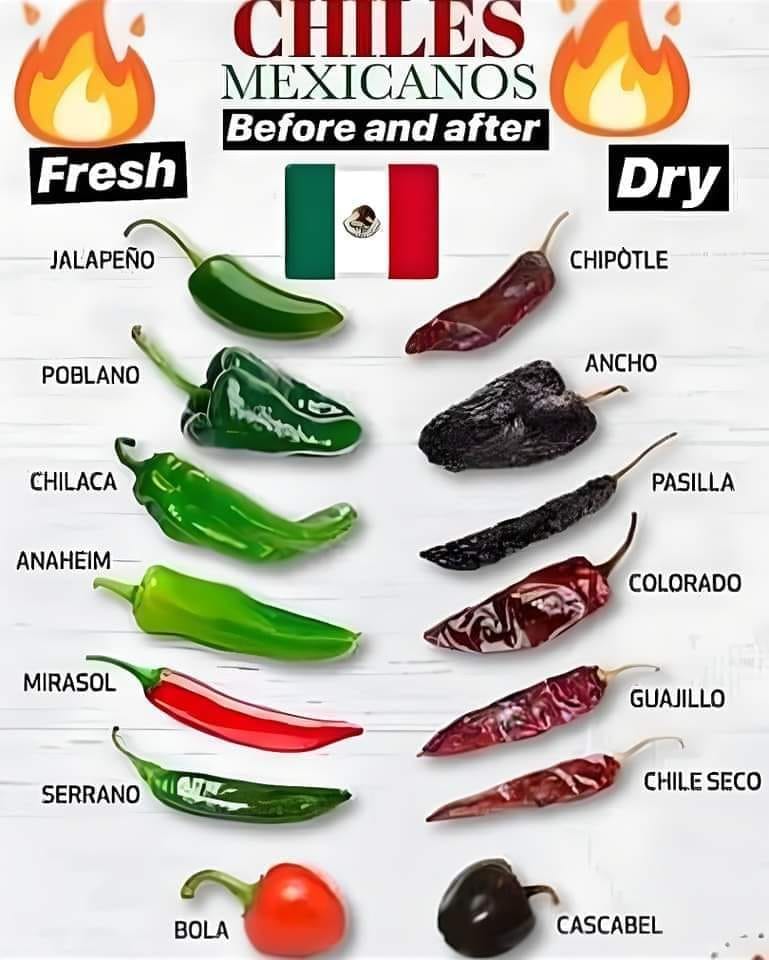 CHILES
MEXICANOS
Before and after
Fresh
Dry
JALAPEÑO
CHIPÒTLE
POBLANO
ANCHO
CHILACA
PASILLA
ANAHEIM
COLORADO
MIRASOL
GUAJILLO
SERRANO
CHILE SECO
BOLA
CASCABEL